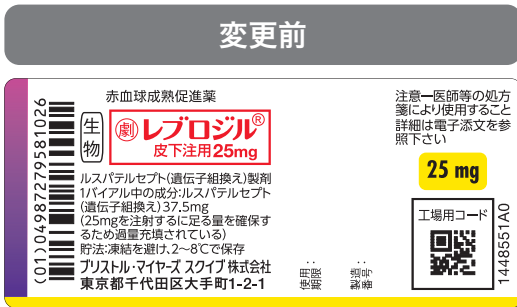 変更前
(01)04987279581026
赤血球成熟促進薬
生物
劇 レブロジル®
皮下注用25mg
ルスパテルセプト(遺伝子組換え)製剤
1バイアル中の成分:ルスパテルセプト
(遺伝子組換え)37.5mg
(25mgを注射するに足る量を確保す
るため過量充填されている)
貯法:凍結を避け、2~8℃で保存
ブリストル・マイヤーズ スクイブ株式会社
東京都千代田区大手町1-2-1
使用期限:
製造番号:
注意ー医師等の処方
箋により使用すること
詳細は電子添文を参
照下さい
25 mg
工場用コード
1448551A0